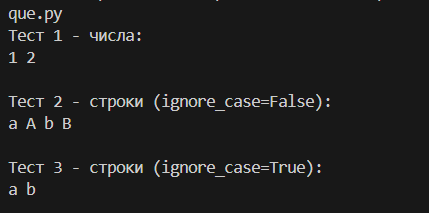 que.py
Тест 1 - числа:
1 2
Тест 2 - строки (ignore_case=False):
a A b B
Тест 3 - строки (ignore_case=True):
a b